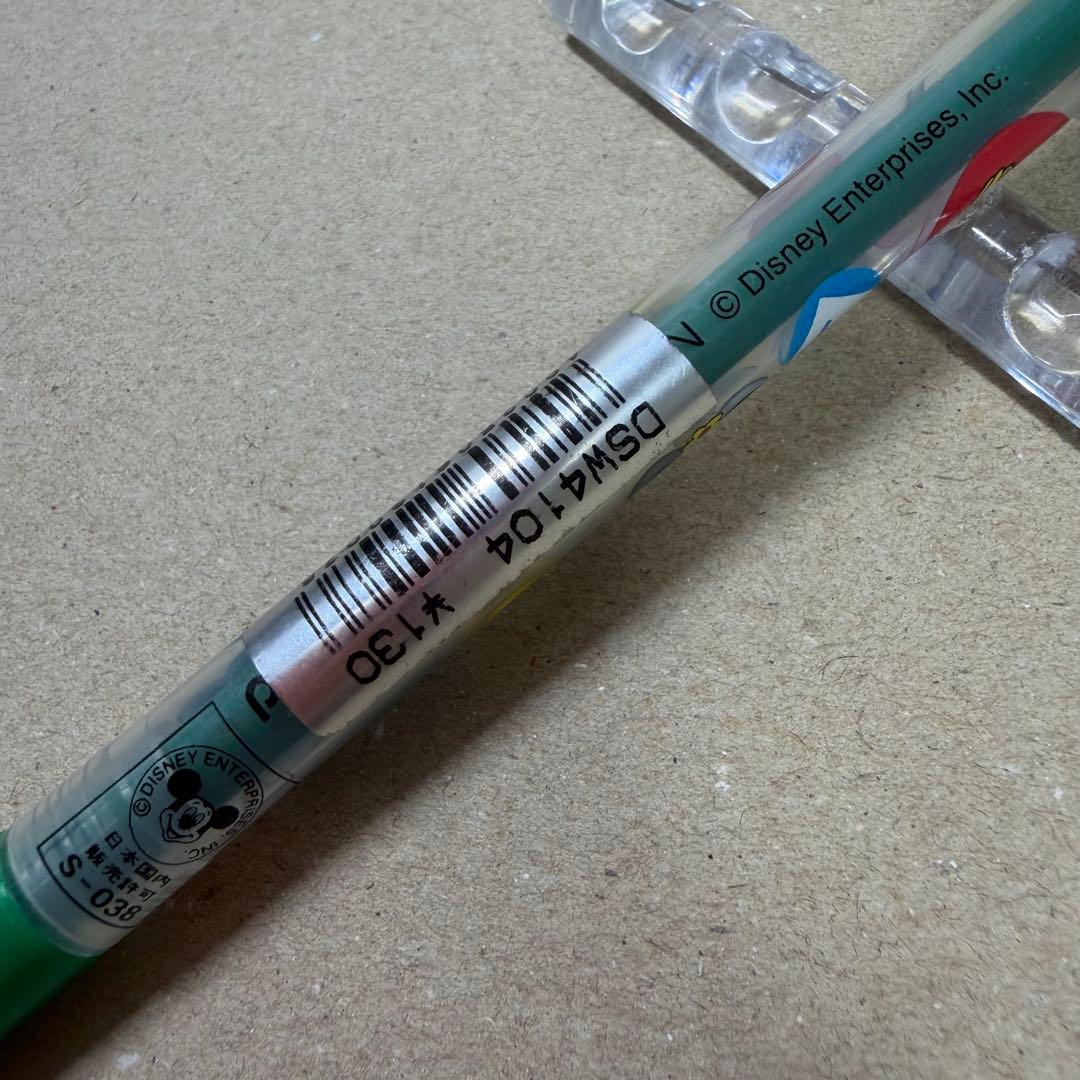 © Disney Enterprises, Inc.
DSW4104
¥130
© DISNEY ENTERPRISES, INC.
日本国内
販売許可
S-038